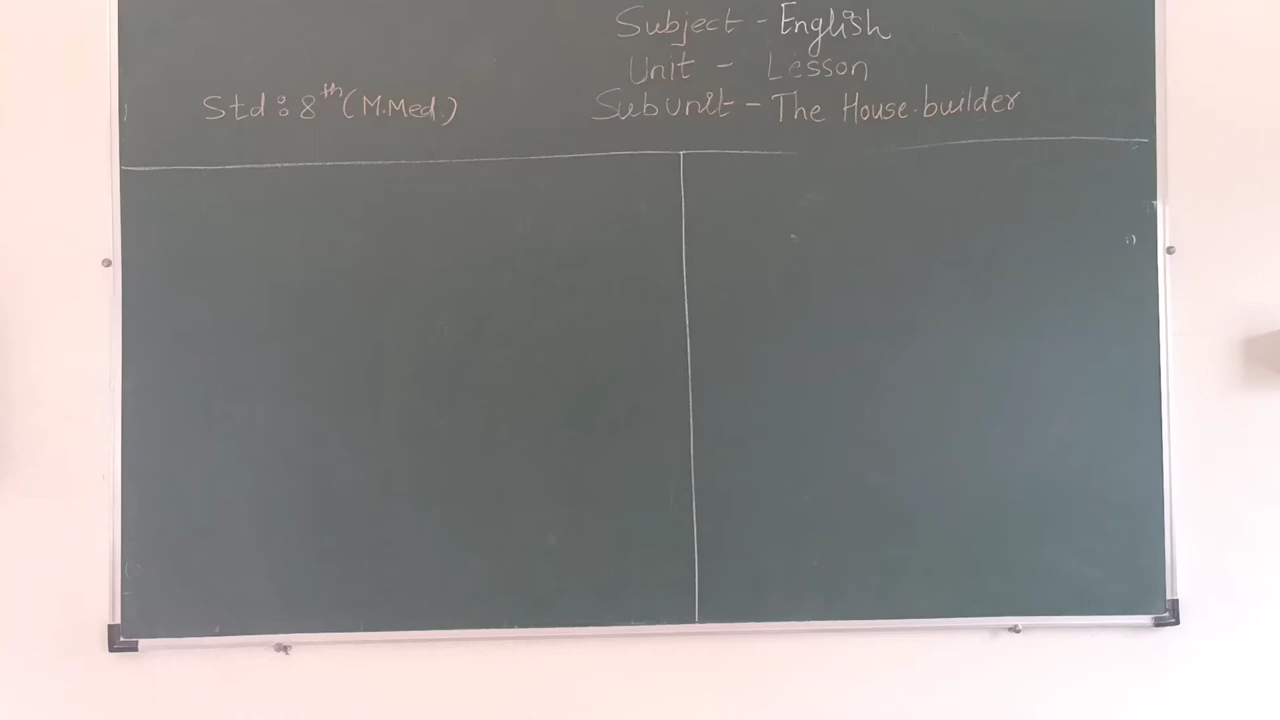 Subject - English
Unit - Lesson
Std : 8th (M.Med.)
Subunit - The House-builder